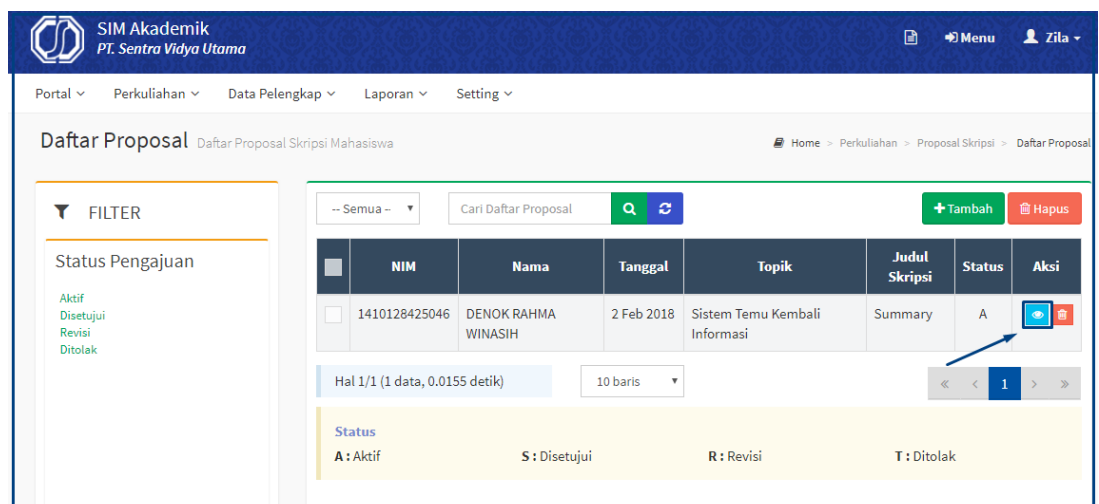 SIM Akademik
PT. Sentra Vidya Utama
Menu Zila
Portal Perkuliahan Data Pelengkap Laporan Setting
Daftar Proposal Daftar Proposal Skripsi Mahasiswa
Home > Perkuliahan > Proposal Skripsi > Daftar Proposal
FILTER
Status Pengajuan
Aktif
Disetujui
Revisi
Ditolak
-- Semua -- Cari Daftar Proposal
Tambah Hapus
NIM Nama Tanggal Topik Judul Skripsi Status Aksi
1410128425046 DENOK RAHMA WINASIH 2 Feb 2018 Sistem Temu Kembali Informasi Summary A
Hal 1/1 (1 data, 0.0155 detik) 10 baris « < 1 > »
Status
A : Aktif S : Disetujui R : Revisi T : Ditolak